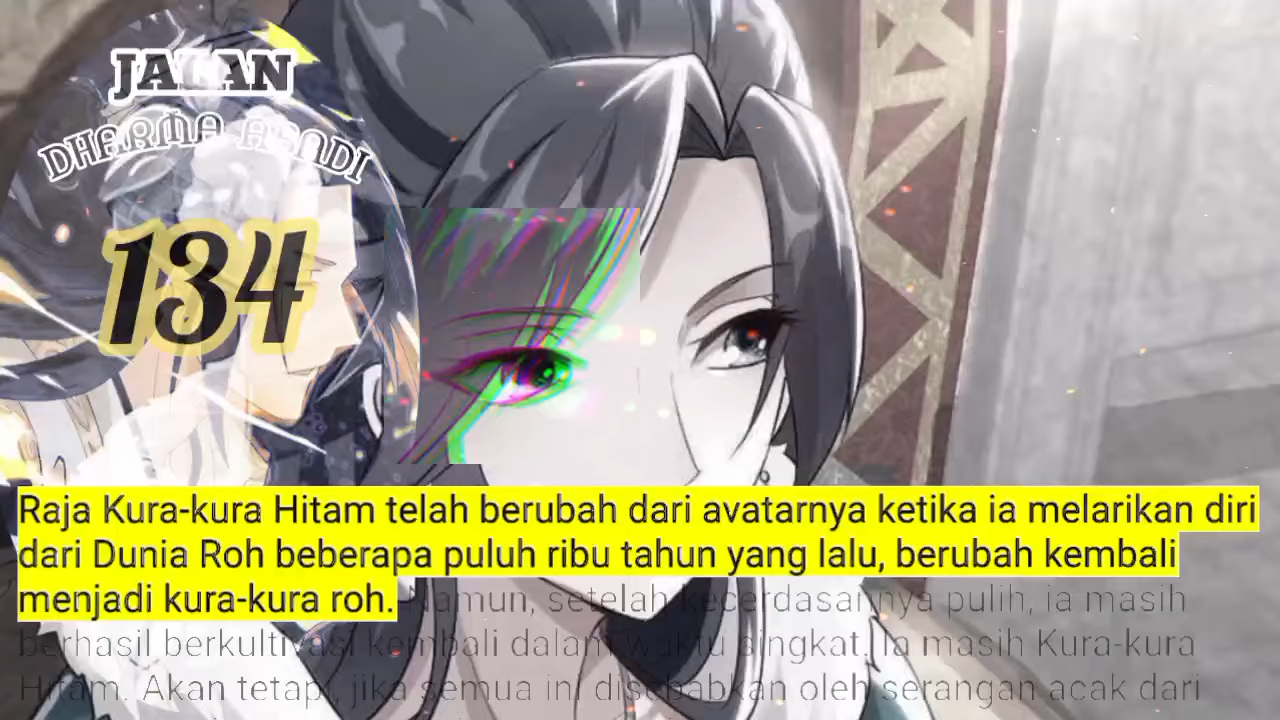 JALAN
DHARMA ABADI
134
Raja Kura-kura Hitam telah berubah dari avatarnya ketika ia melarikan diri
dari Dunia Roh beberapa puluh ribu tahun yang lalu, berubah kembali
menjadi kura-kura roh. Namun, setelah kecerdasannya pulih, ia masih
berhasil berkultivasi kembali dalam waktu singkat. Ia masih Kura-kura
Hitam. Akan tetapi, jika semua ini disebabkan oleh serangan acak dari